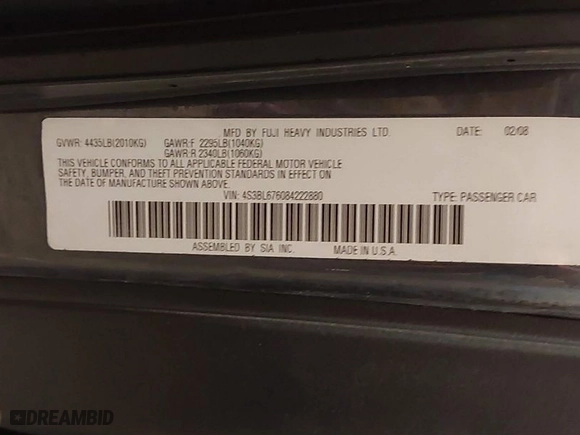 MFD BY FUJI HEAVY INDUSTRIES LTD. DATE: 02/08
GVWR: 4435LB(2010KG) GAWR:F 2295LB(1040KG)
GAWR:R 2340LB(1060KG)
THIS VEHICLE CONFORMS TO ALL APPLICABLE FEDERAL MOTOR VEHICLE
SAFETY, BUMPER, AND THEFT PREVENTION STANDARDS IN EFFECT ON
THE DATE OF MANUFACTURE SHOWN ABOVE.
VIN: 4S3BL676084222880 TYPE: PASSENGER CAR
ASSEMBLED BY SIA INC. MADE IN U.S.A.
DREAMBID